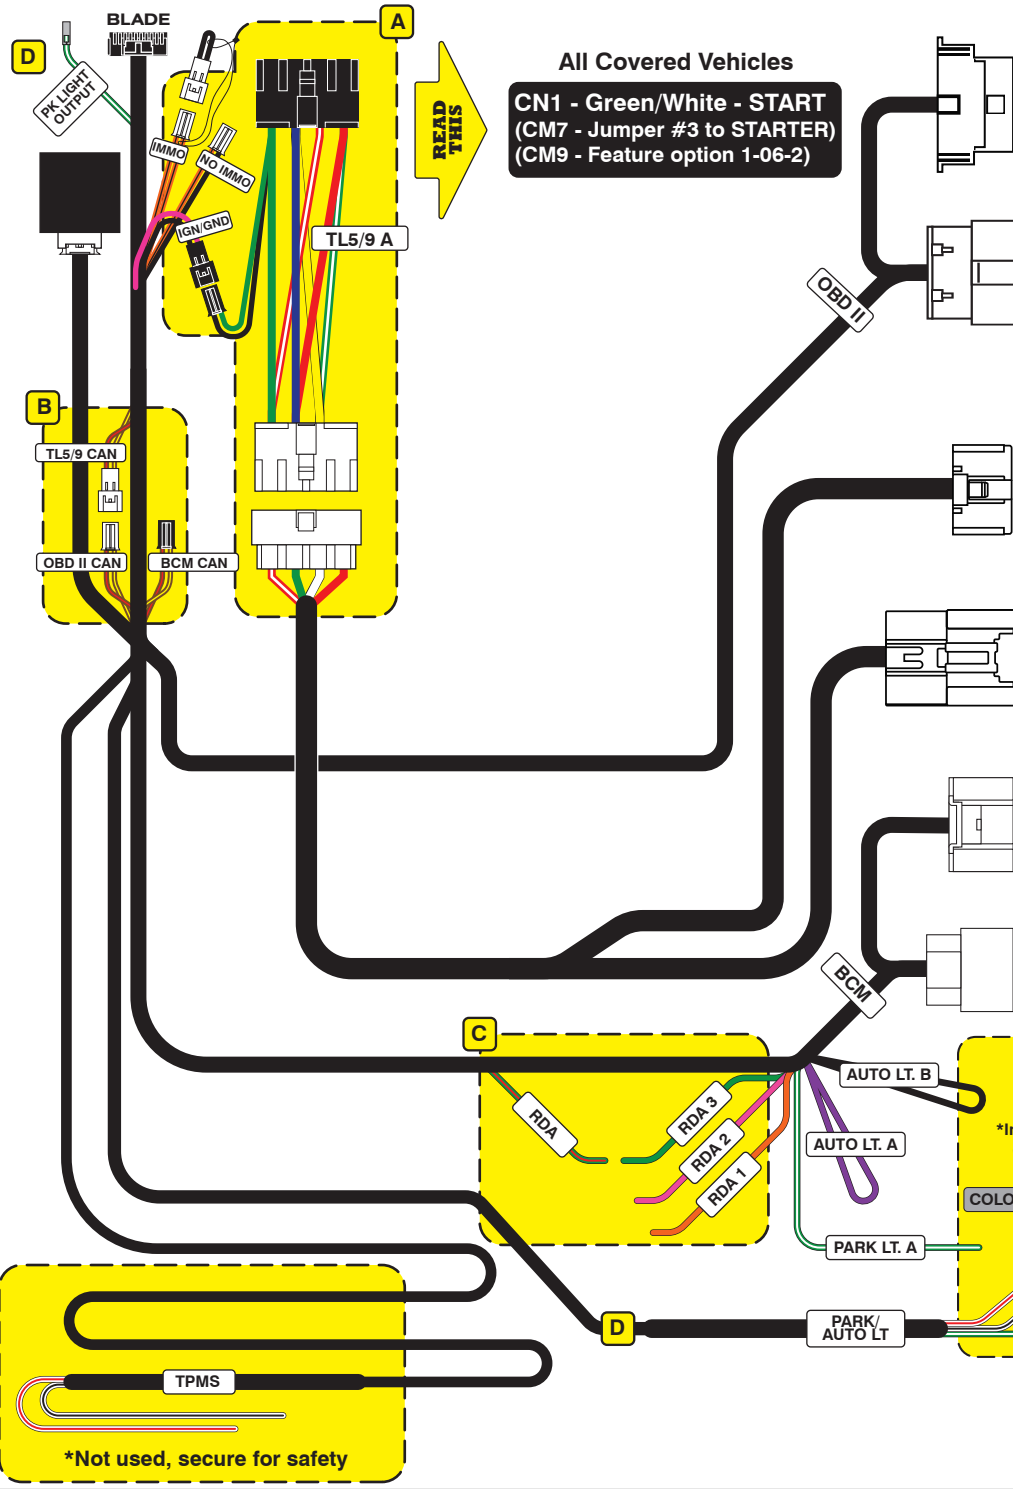 BLADE
A
D
PK LIGHT
OUTPUT
All Covered Vehicles
CN1 - Green/White - START
(CM7 - Jumper #3 to STARTER)
(CM9 - Feature option 1-06-2)
READ
THIS
IMMO
NO IMMO
IGN/GND
TL5/9 A
OBD II
B
TL5/9 CAN
OBD II CAN
BCM CAN
BCM
C
RDA
RDA 3
RDA 2
RDA 1
AUTO LT. B
AUTO LT. A
*I
COLO
PARK LT. A
D
PARK/
AUTO LT
TPMS
*Not used, secure for safety